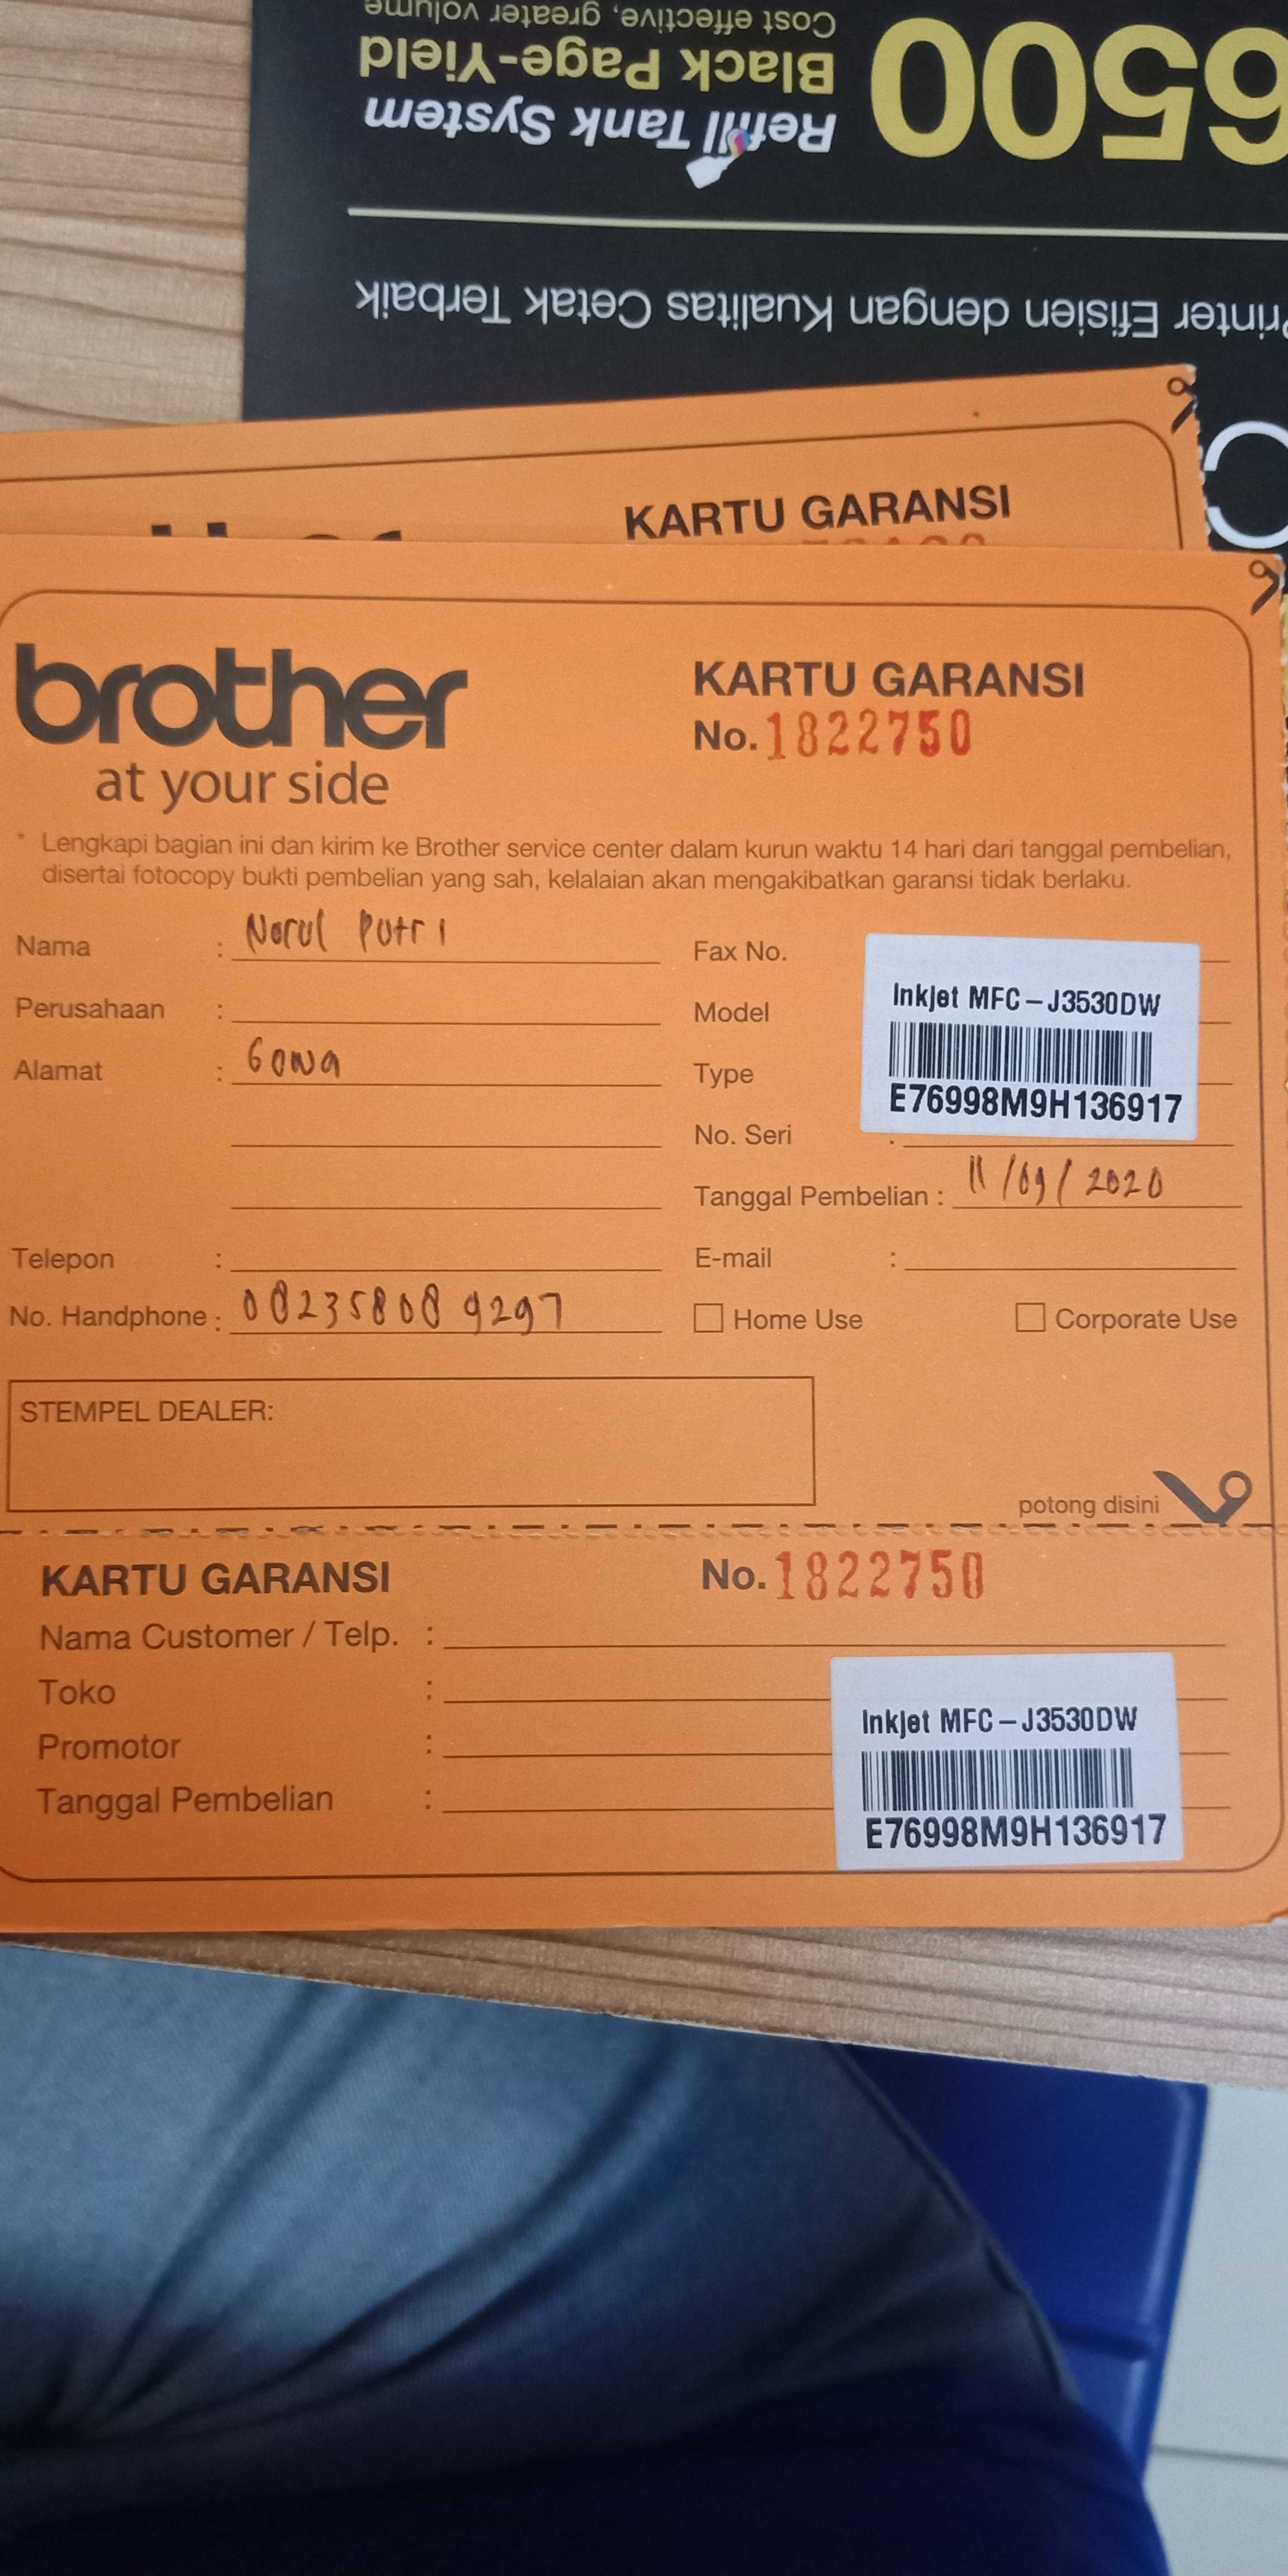 Printer Efisien dengan Kualitas Cetak Terbaik
6500
Refill Tank System
Black Page-Yield
Cost effective, greater volume
KARTU GARANSI
brother
at your side
KARTU GARANSI
No. 1822750
* Lengkapi bagian ini dan kirim ke Brother service center dalam kurun waktu 14 hari dari tanggal pembelian,
disertai fotocopy bukti pembelian yang sah, kelalaian akan mengakibatkan garansi tidak berlaku.
Nama : Nurul Putri
Perusahaan :
Alamat : Gowa
Telepon :
No. Handphone : 082358089297
Fax No.
Model
Type
No. Seri :
Inkjet MFC-J3530DW
E76998M9H136917
Tanggal Pembelian : 11/09/2020
E-mail :
Home Use
Corporate Use
STEMPEL DEALER:
potong disini
KARTU GARANSI
No. 1822750
Nama Customer / Telp. :
Toko :
Promotor :
Tanggal Pembelian :
Inkjet MFC-J3530DW
E76998M9H136917